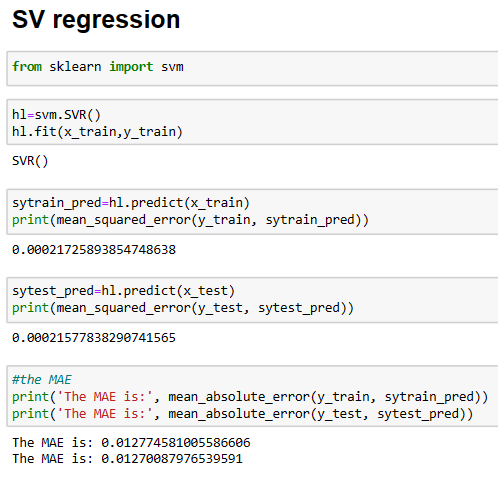 SV regression
from sklearn import svm
hl=svm.SVR()
hl.fit(x_train,y_train)
SVR()
sytrain_pred=hl.predict(x_train)
print(mean_squared_error(y_train, sytrain_pred))
0.00021725893854748638
sytest_pred=hl.predict(x_test)
print(mean_squared_error(y_test, sytest_pred))
0.00021577838290741565
#the MAE
print('The MAE is:', mean_absolute_error(y_train, sytrain_pred))
print('The MAE is:', mean_absolute_error(y_test, sytest_pred))
The MAE is: 0.012774581005586606
The MAE is: 0.01270087976539591